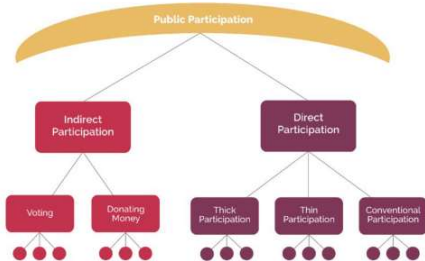 Public Participation
Indirect
Participation
Direct
Participation
Voting
Donating
Money
Thick
Participation
Thin
Participation
Conventional
Participation